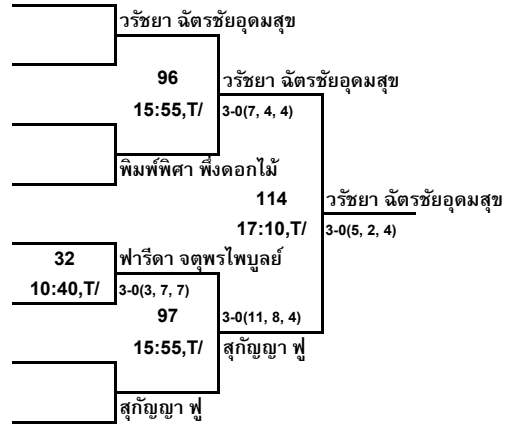 วรัชยา ฉัตรชัยอุดมสุข
96
วรัชยา ฉัตรชัยอุดมสุข
15:55,T/
3-0(7, 4, 4)
พิมพ์พิศา พึ่งดอกไม้
114
วรัชยา ฉัตรชัยอุดมสุข
17:10,T/
3-0(5, 2, 4)
32
ฟารีดา จตุพรไพบูลย์
10:40,T/
3-0(3, 7, 7)
97
3-0(11, 8, 4)
15:55,T/
สุกัญญา ฟู
สุกัญญา ฟู